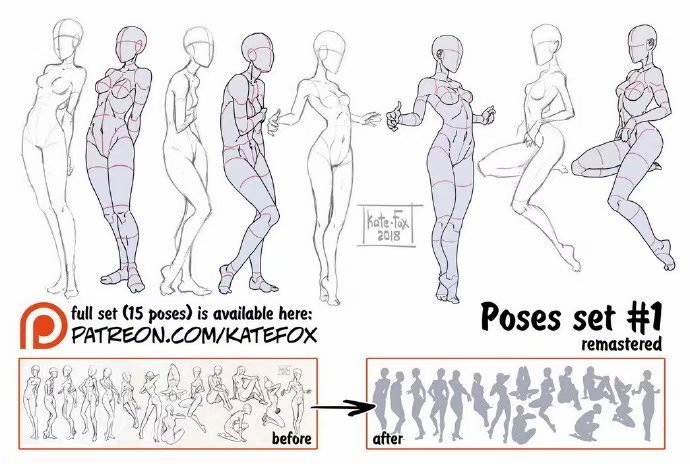 Kate-Fox
2018
full set (15 poses) is available here:
PATREON.COM/KATEFOX
Poses set #1
remastered
before
after